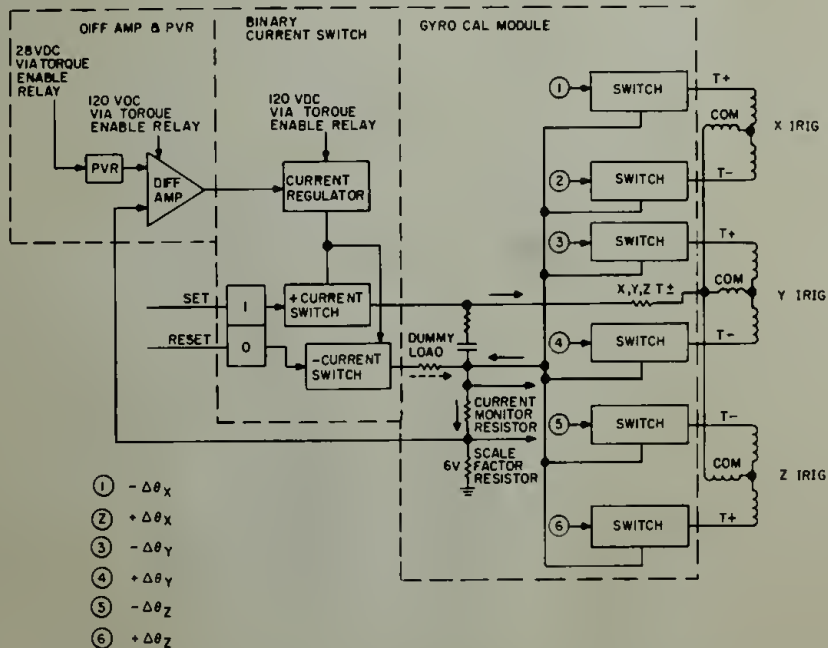 DIFF AMP & PVR
BINARY
CURRENT SWITCH
GYRO CAL MODULE
28VDC
VIA TORQUE
ENABLE
RELAY
120 VDC
VIA TORQUE
ENABLE RELAY
120 VDC
VIA TORQUE
ENABLE RELAY
PVR
DIFF
AMP
CURRENT
REGULATOR
SET
1
+CURRENT
SWITCH
RESET
0
-CURRENT
SWITCH
DUMMY
LOAD
CURRENT
MONITOR
RESISTOR
6V
SCALE
FACTOR
RESISTOR
X,Y,Z T±
1
SWITCH
T+
COM
X IRIG
2
SWITCH
T-
3
SWITCH
T+
COM
Y IRIG
4
SWITCH
T-
5
SWITCH
T-
COM
Z IRIG
6
SWITCH
T+
1 -ΔθX
2 +ΔθX
3 -ΔθY
4 +ΔθY
5 -ΔθZ
6 +ΔθZ